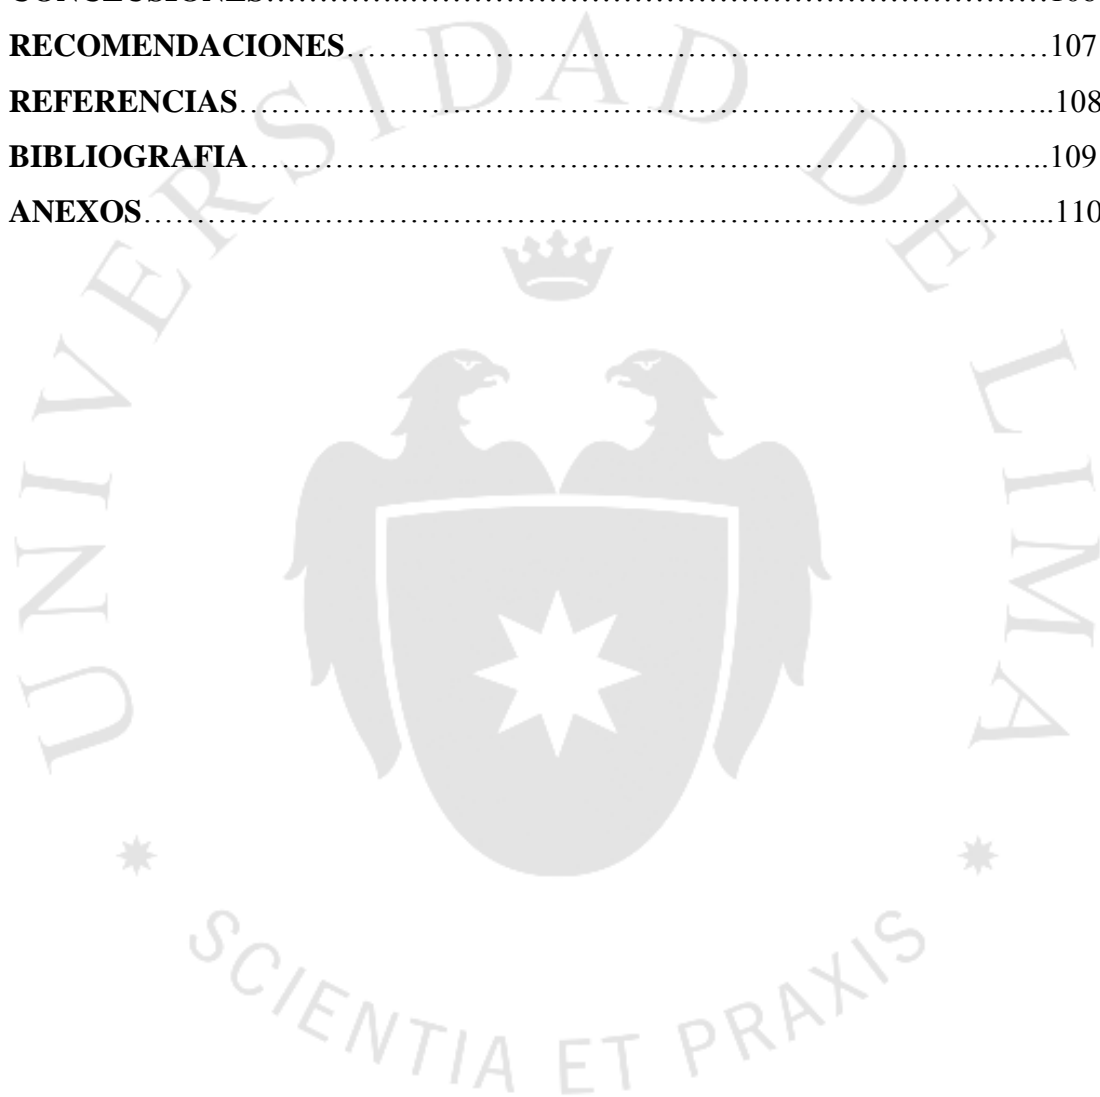 RECOMENDACIONES………………………………………………………………107
REFERENCIAS………………………………………………………………………..108
BIBLIOGRAFIA…………………………………………………………………..…..109
ANEXOS…………………………………………………………………………..…...110
UNIVERSIDAD DE LIMA
SCIENTIA ET PRAXIS